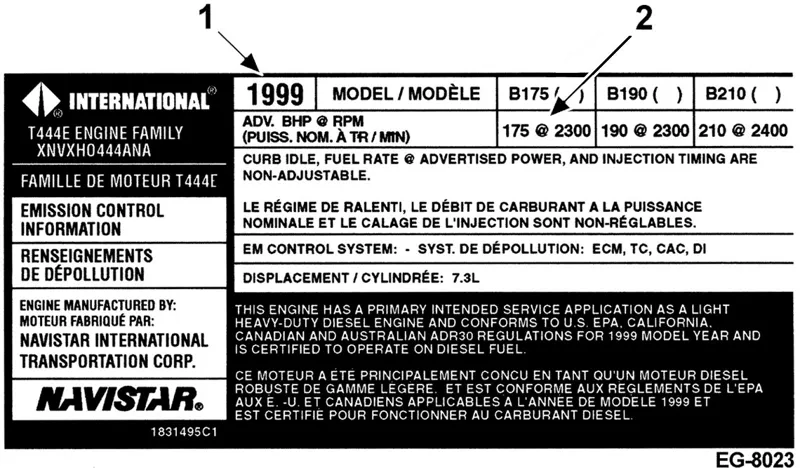 1
2
INTERNATIONAL®
T444E ENGINE FAMILY
XNVXH0444ANA
FAMILLE DE MOTEUR T444E
EMISSION CONTROL
INFORMATION
RENSEIGNEMENTS
DE DÉPOLLUTION
ENGINE MANUFACTURED BY:
MOTEUR FABRIQUÉ PAR:
NAVISTAR INTERNATIONAL
TRANSPORTATION CORP.
NAVISTAR®
1831495C1
1999 MODEL / MODÈLE B175 ( ) B190 ( ) B210 ( )
ADV. BHP @ RPM
(PUISS. NOM. À TR / MIN) 175 @ 2300 190 @ 2300 210 @ 2400
CURB IDLE, FUEL RATE @ ADVERTISED POWER, AND INJECTION TIMING ARE
NON-ADJUSTABLE.
LE RÉGIME DE RALENTI, LE DÉBIT DE CARBURANT A LA PUISSANCE
NOMINALE ET LE CALAGE DE L'INJECTION SONT NON-RÉGLABLES.
EM CONTROL SYSTEM: - SYST. DE DÉPOLLUTION: ECM, TC, CAC, DI
DISPLACEMENT / CYLINDRÉE: 7.3L
THIS ENGINE HAS A PRIMARY INTENDED SERVICE APPLICATION AS A LIGHT
HEAVY-DUTY DIESEL ENGINE AND CONFORMS TO U.S. EPA, CALIFORNIA,
CANADIAN AND AUSTRALIAN ADR30 REGULATIONS FOR 1999 MODEL YEAR AND
IS CERTIFIED TO OPERATE ON DIESEL FUEL.
CE MOTEUR A ÉTÉ PRINCIPALEMENT CONCU EN TANT QU'UN MOTEUR DIESEL
ROBUSTE DE GAMME LÉGERE. ET EST CONFORME AUX REGLEMENTS DE L'EPA
AUX E. -U. ET CANADIENS APPLICABLES A L'ANNÉE DE MODÈLE 1999 ET
EST CERTIFIÉ POUR FONCTIONNER AU CARBURANT DIESEL.
EG-8023